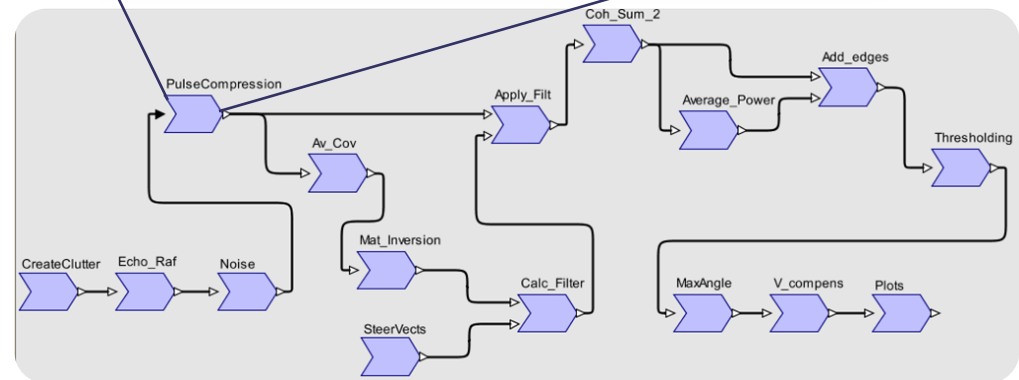 Coh_Sum_2
Add_edges
PulseCompression
Apply_Filt
Average_Power
Av_Cov
Thresholding
Mat_Inversion
CreateClutter
Echo_Raf
Noise
Calc_Filter
MaxAngle
V_compens
Plots
SteerVects